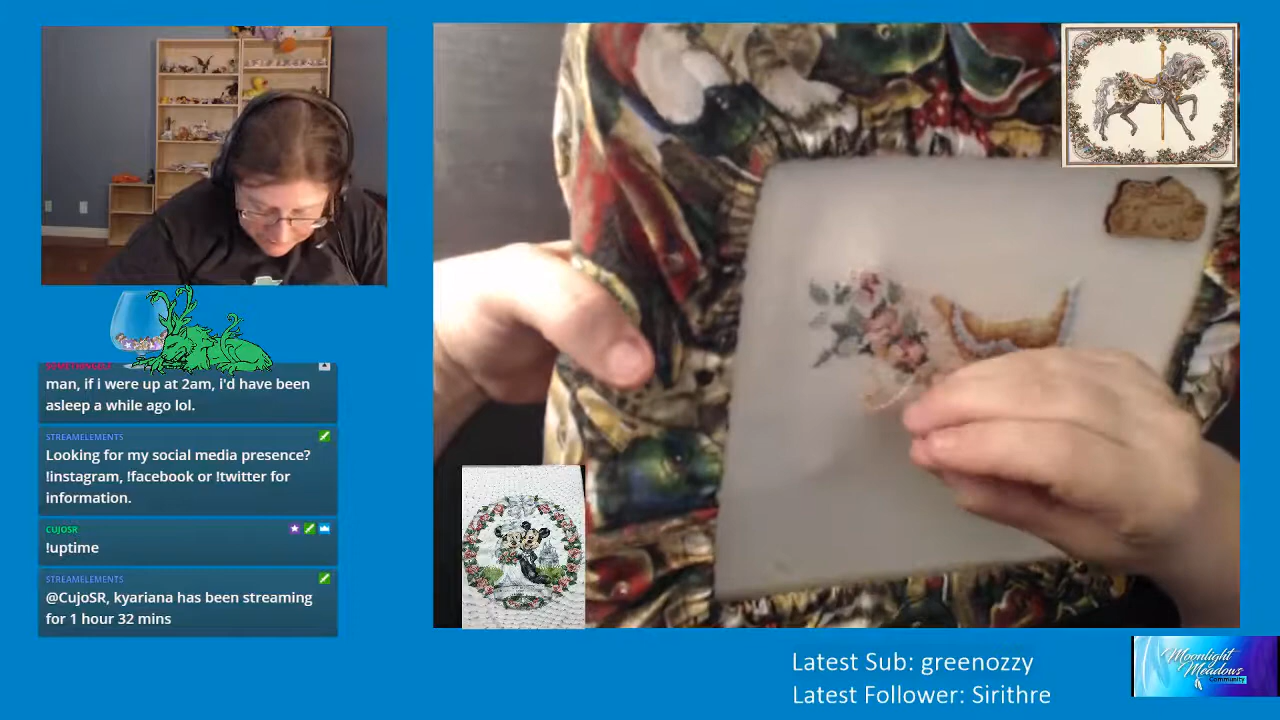 man, if i were up at 2am, i'd have been
asleep a while ago lol.
STREAMELEMENTS
Looking for my social media presence?
!instagram, !facebook or !twitter for
information.
CUJOSR
!uptime
STREAMELEMENTS
@CujoSR, kyariana has been streaming
for 1 hour 32 mins
Latest Sub: greenozzy
Latest Follower: Sirithre
Moonlight
Meadows
Community